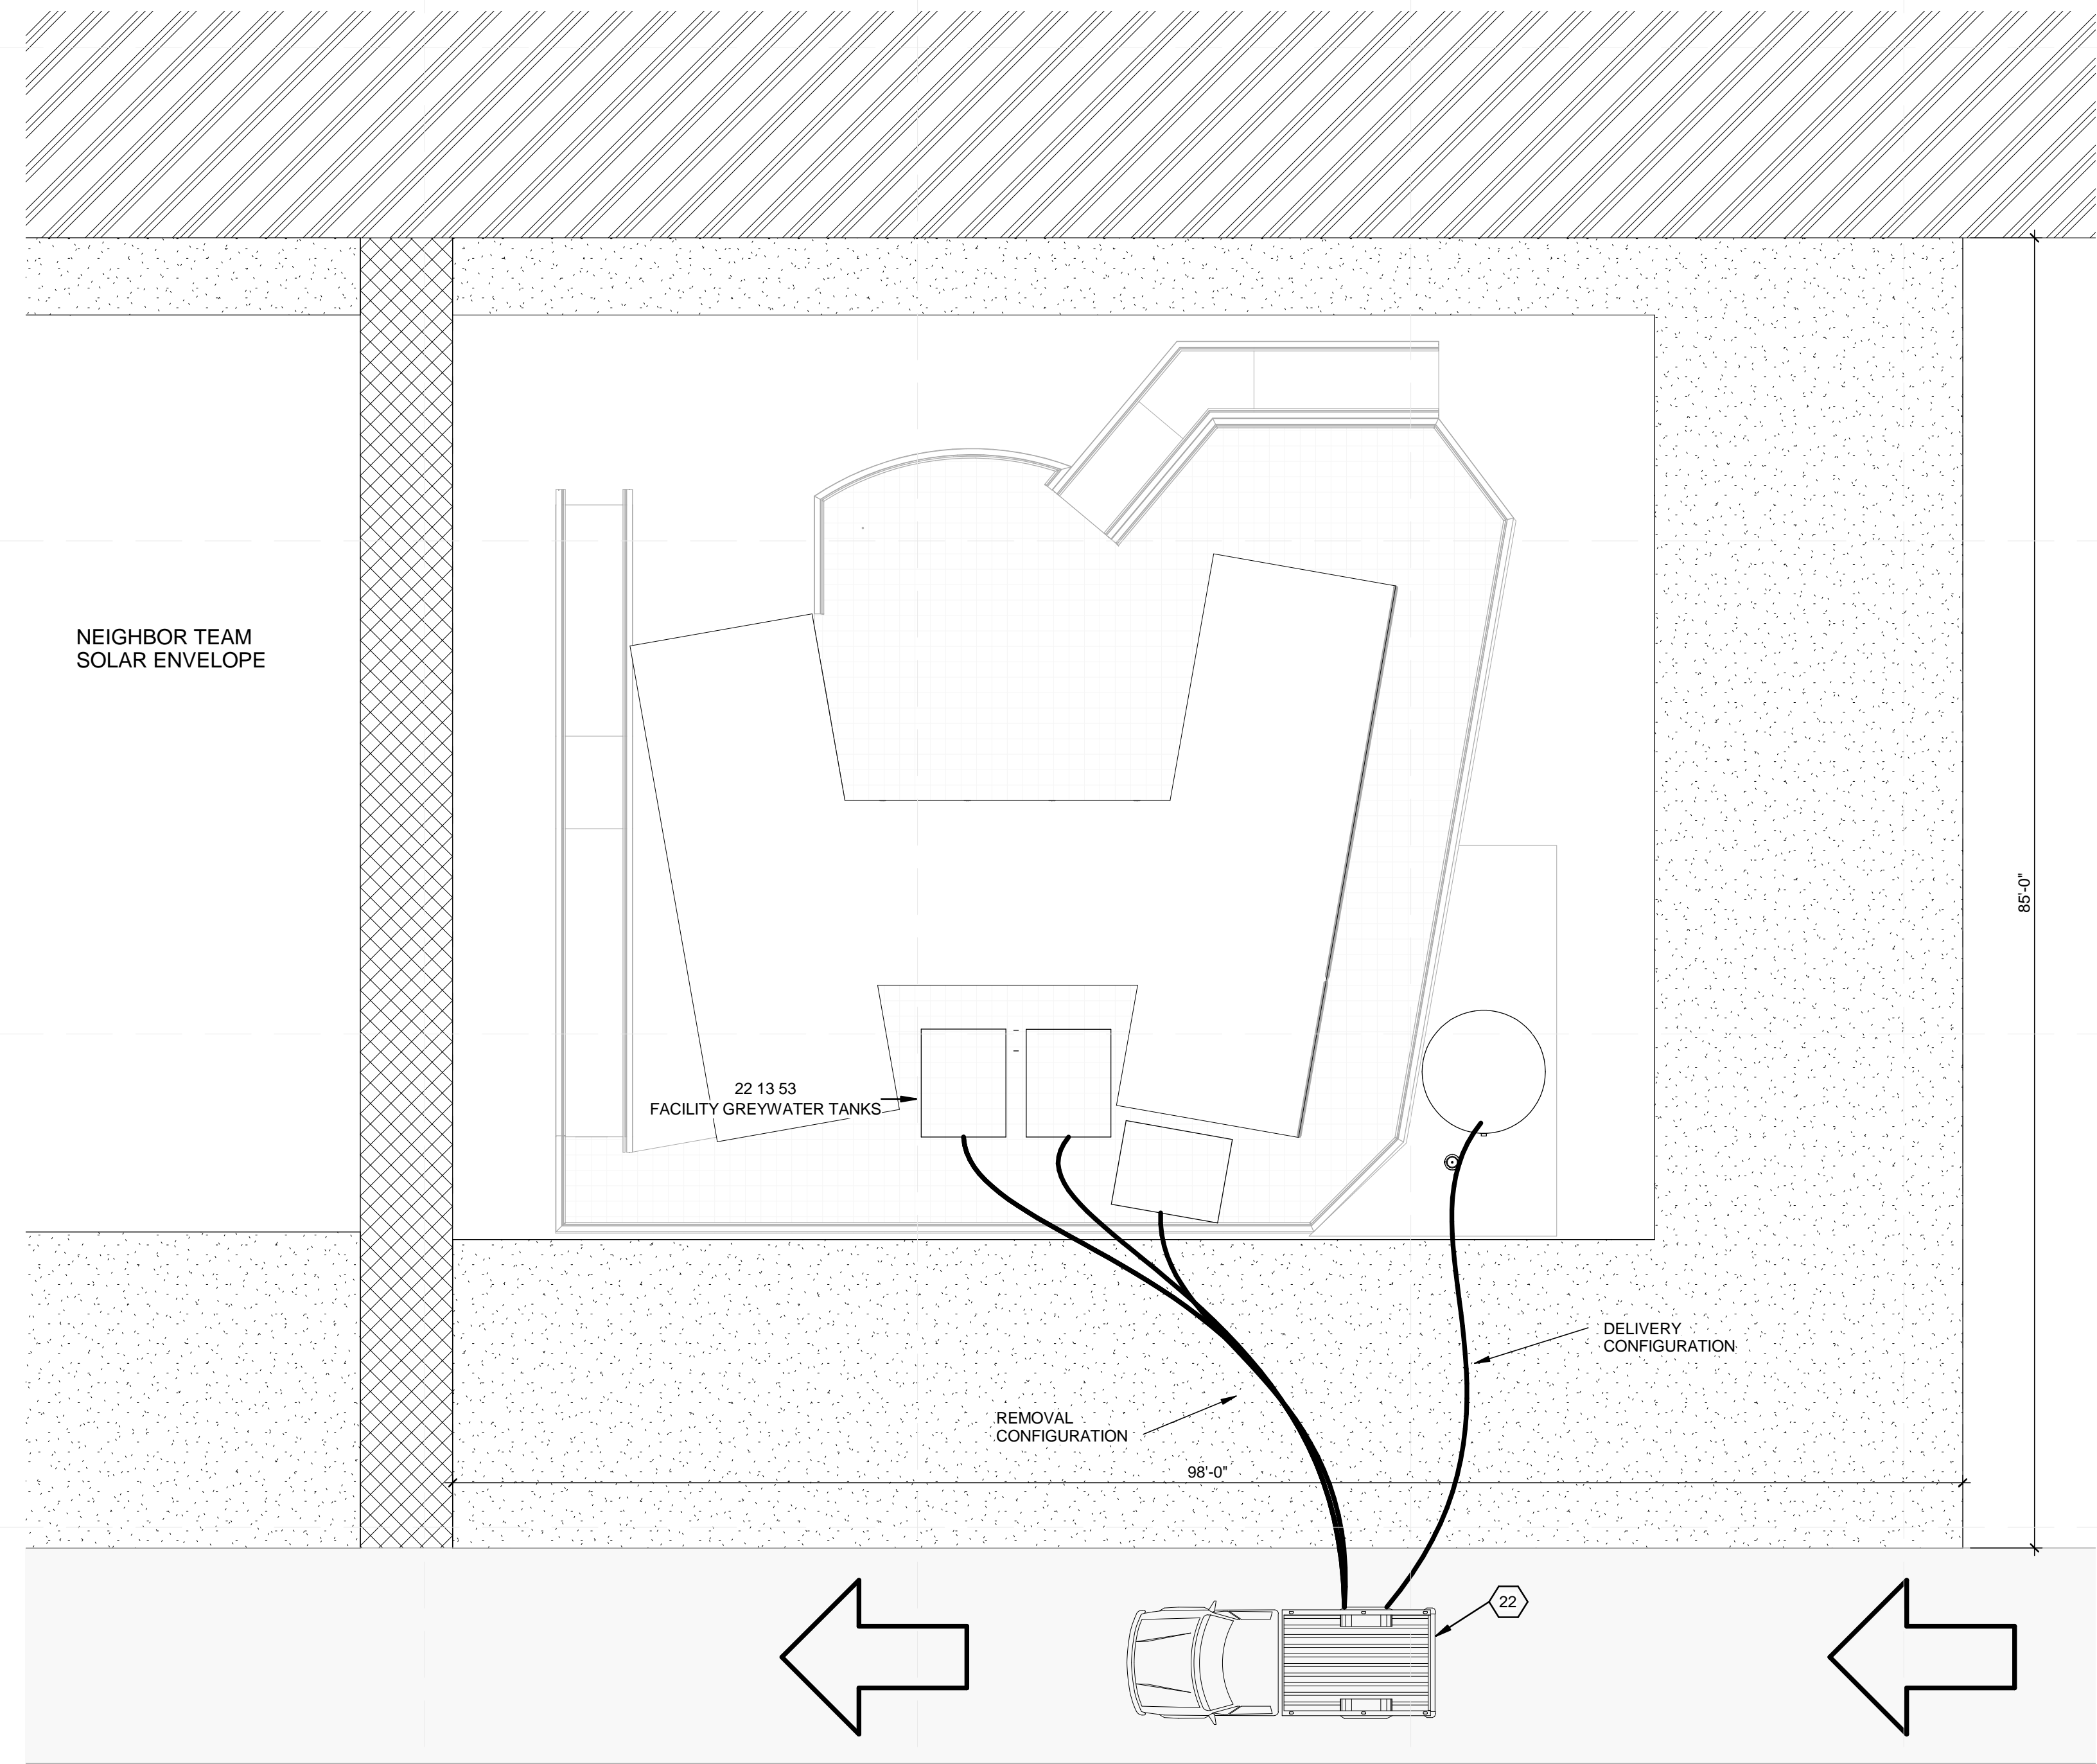 NEIGHBOR TEAM
SOLAR ENVELOPE
85'-0"
22 13 53
FACILITY GREYWATER TANKS
DELIVERY
CONFIGURATION
REMOVAL
CONFIGURATION
98'-0"
22